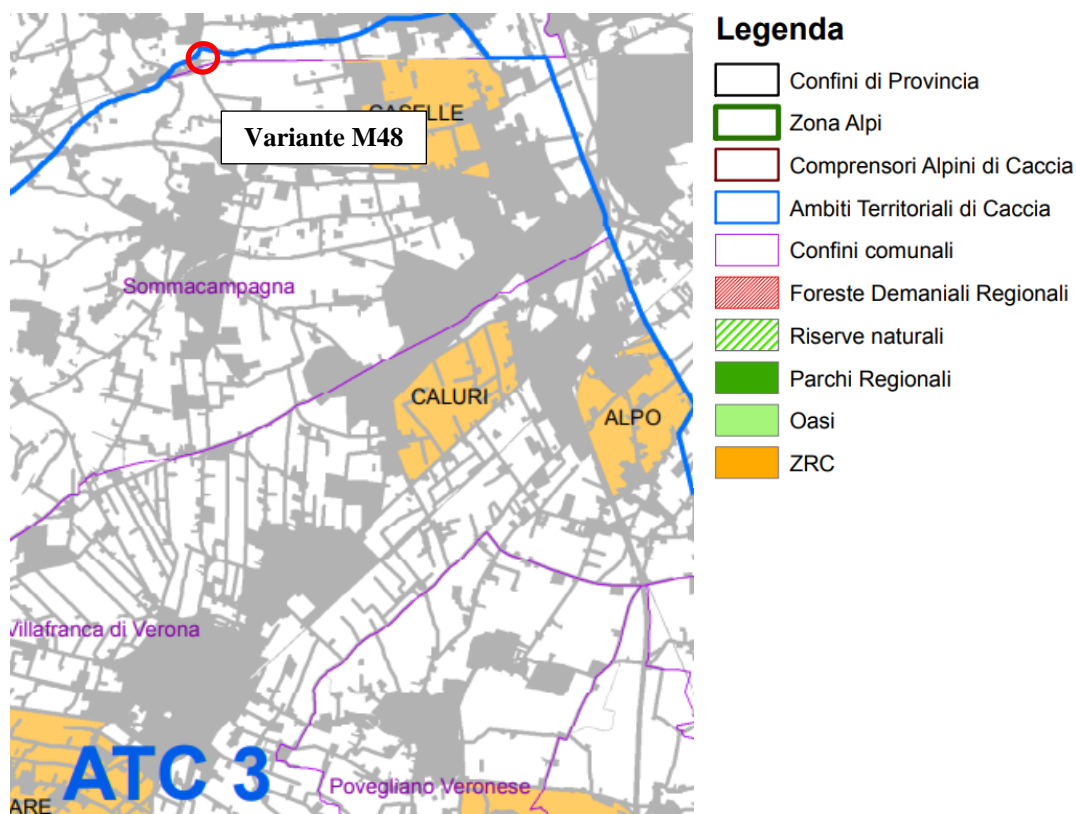 CASELLE
Variante M48
Sommacampagna
CALURI
ALPO
Villafranca di Verona
ATC 3
Povegliano Veronese
ARE
Legenda
Confini di Provincia
Zona Alpi
Comprensori Alpini di Caccia
Ambiti Territoriali di Caccia
Confini comunali
Foreste Demaniali Regionali
Riserve naturali
Parchi Regionali
Oasi
ZRC